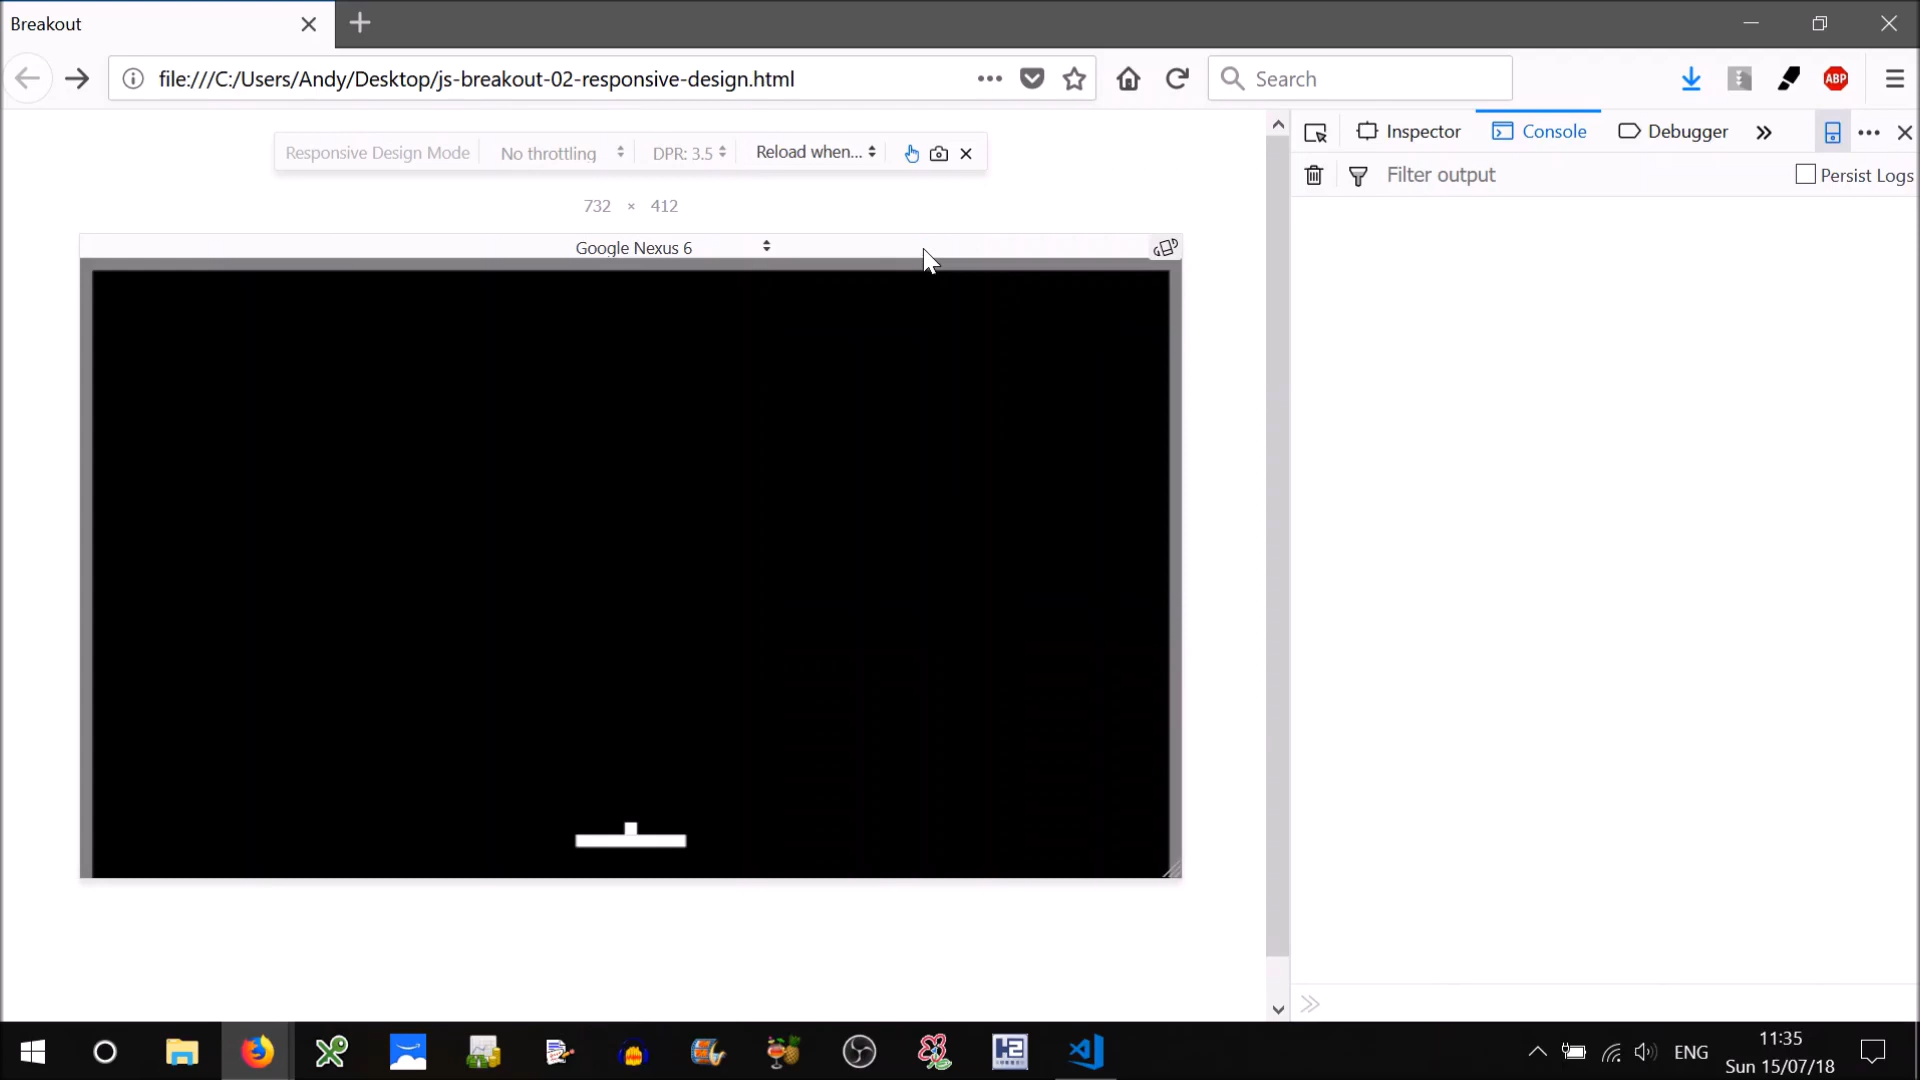 Breakout
file:///C:/Users/Andy/Desktop/js-breakout-02-responsive-design.html
Search
ABP
Inspector
Console
Debugger
Responsive Design Mode
No throttling
DPR: 3.5
Reload when...
Filter output
Persist Logs
732 × 412
Google Nexus 6
ENG
11:35
Sun 15/07/18